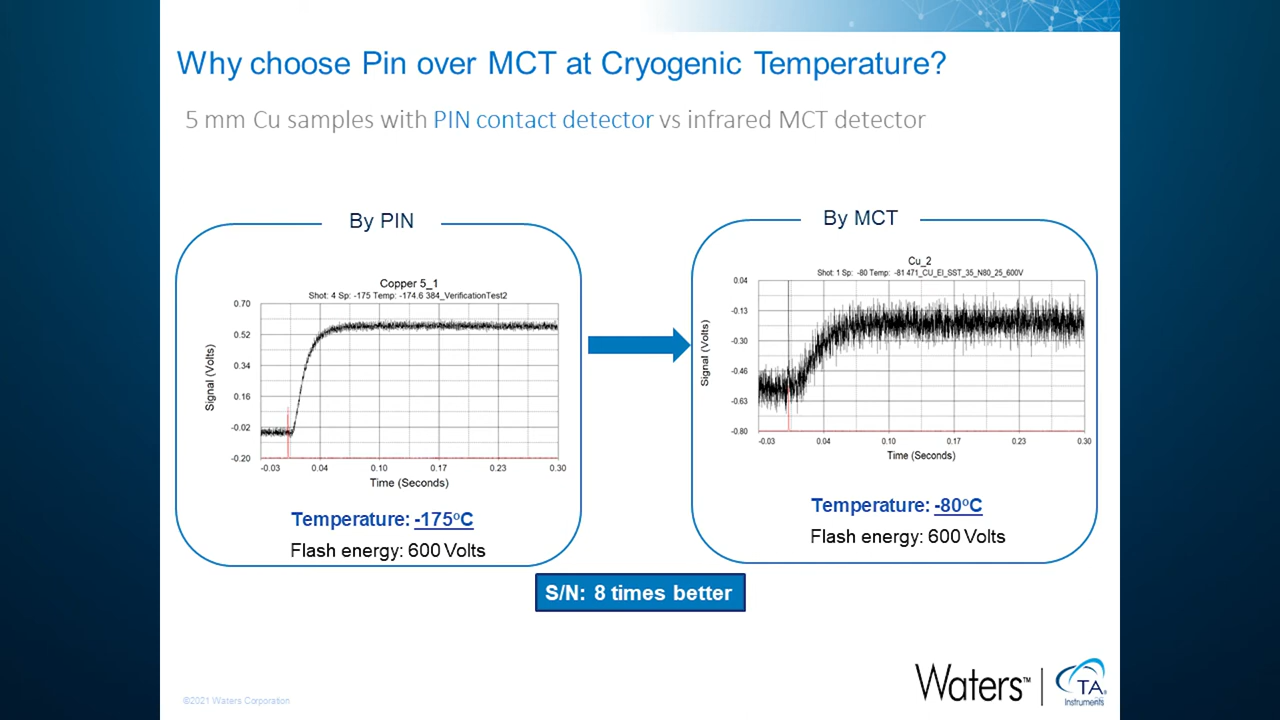 Why choose Pin over MCT at Cryogenic Temperature?
5 mm Cu samples with PIN contact detector vs infrared MCT detector
By PIN
Copper 5_1
Shot: 4 Sp: -175 Temp: -174.6 384_VerificationTest2
0.70
0.52
0.34
0.16
-0.02
-0.20
Signal (Volts)
-0.03 0.04 0.10 0.17 0.23 0.30
Time (Seconds)
Temperature: -175°C
Flash energy: 600 Volts
By MCT
Cu_2
Shot: 1 Sp: -80 Temp: -81 471_CU_EI_SST_35_N80_25_600V
0.04
-0.13
-0.30
-0.46
-0.63
-0.80
Signal (Volts)
-0.03 0.04 0.10 0.17 0.23 0.30
Time (Seconds)
Temperature: -80°C
Flash energy: 600 Volts
S/N: 8 times better
©2021 Waters Corporation
Waters™
TA
Instruments